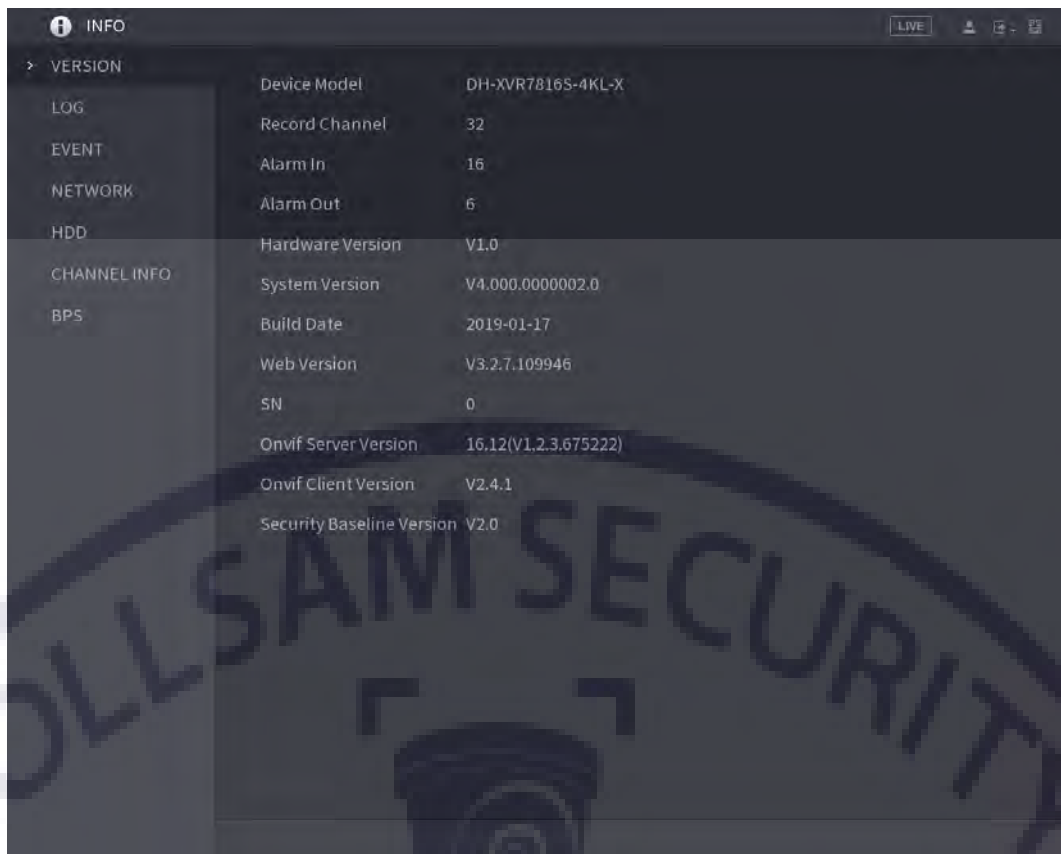 INFO
LIVE
VERSION
LOG
EVENT
NETWORK
HDD
CHANNEL INFO
BPS
Device Model DH-XVR7816S-4KL-X
Record Channel 32
Alarm In 16
Alarm Out 6
Hardware Version V1.0
System Version V4.000.0000002.0
Build Date 2019-01-17
Web Version V3.2.7.109946
SN 0
Onvif Server Version 16.12(V1.2.3.675222)
Onvif Client Version V2.4.1
Security Baseline Version V2.0
OLLSAM SECURITY